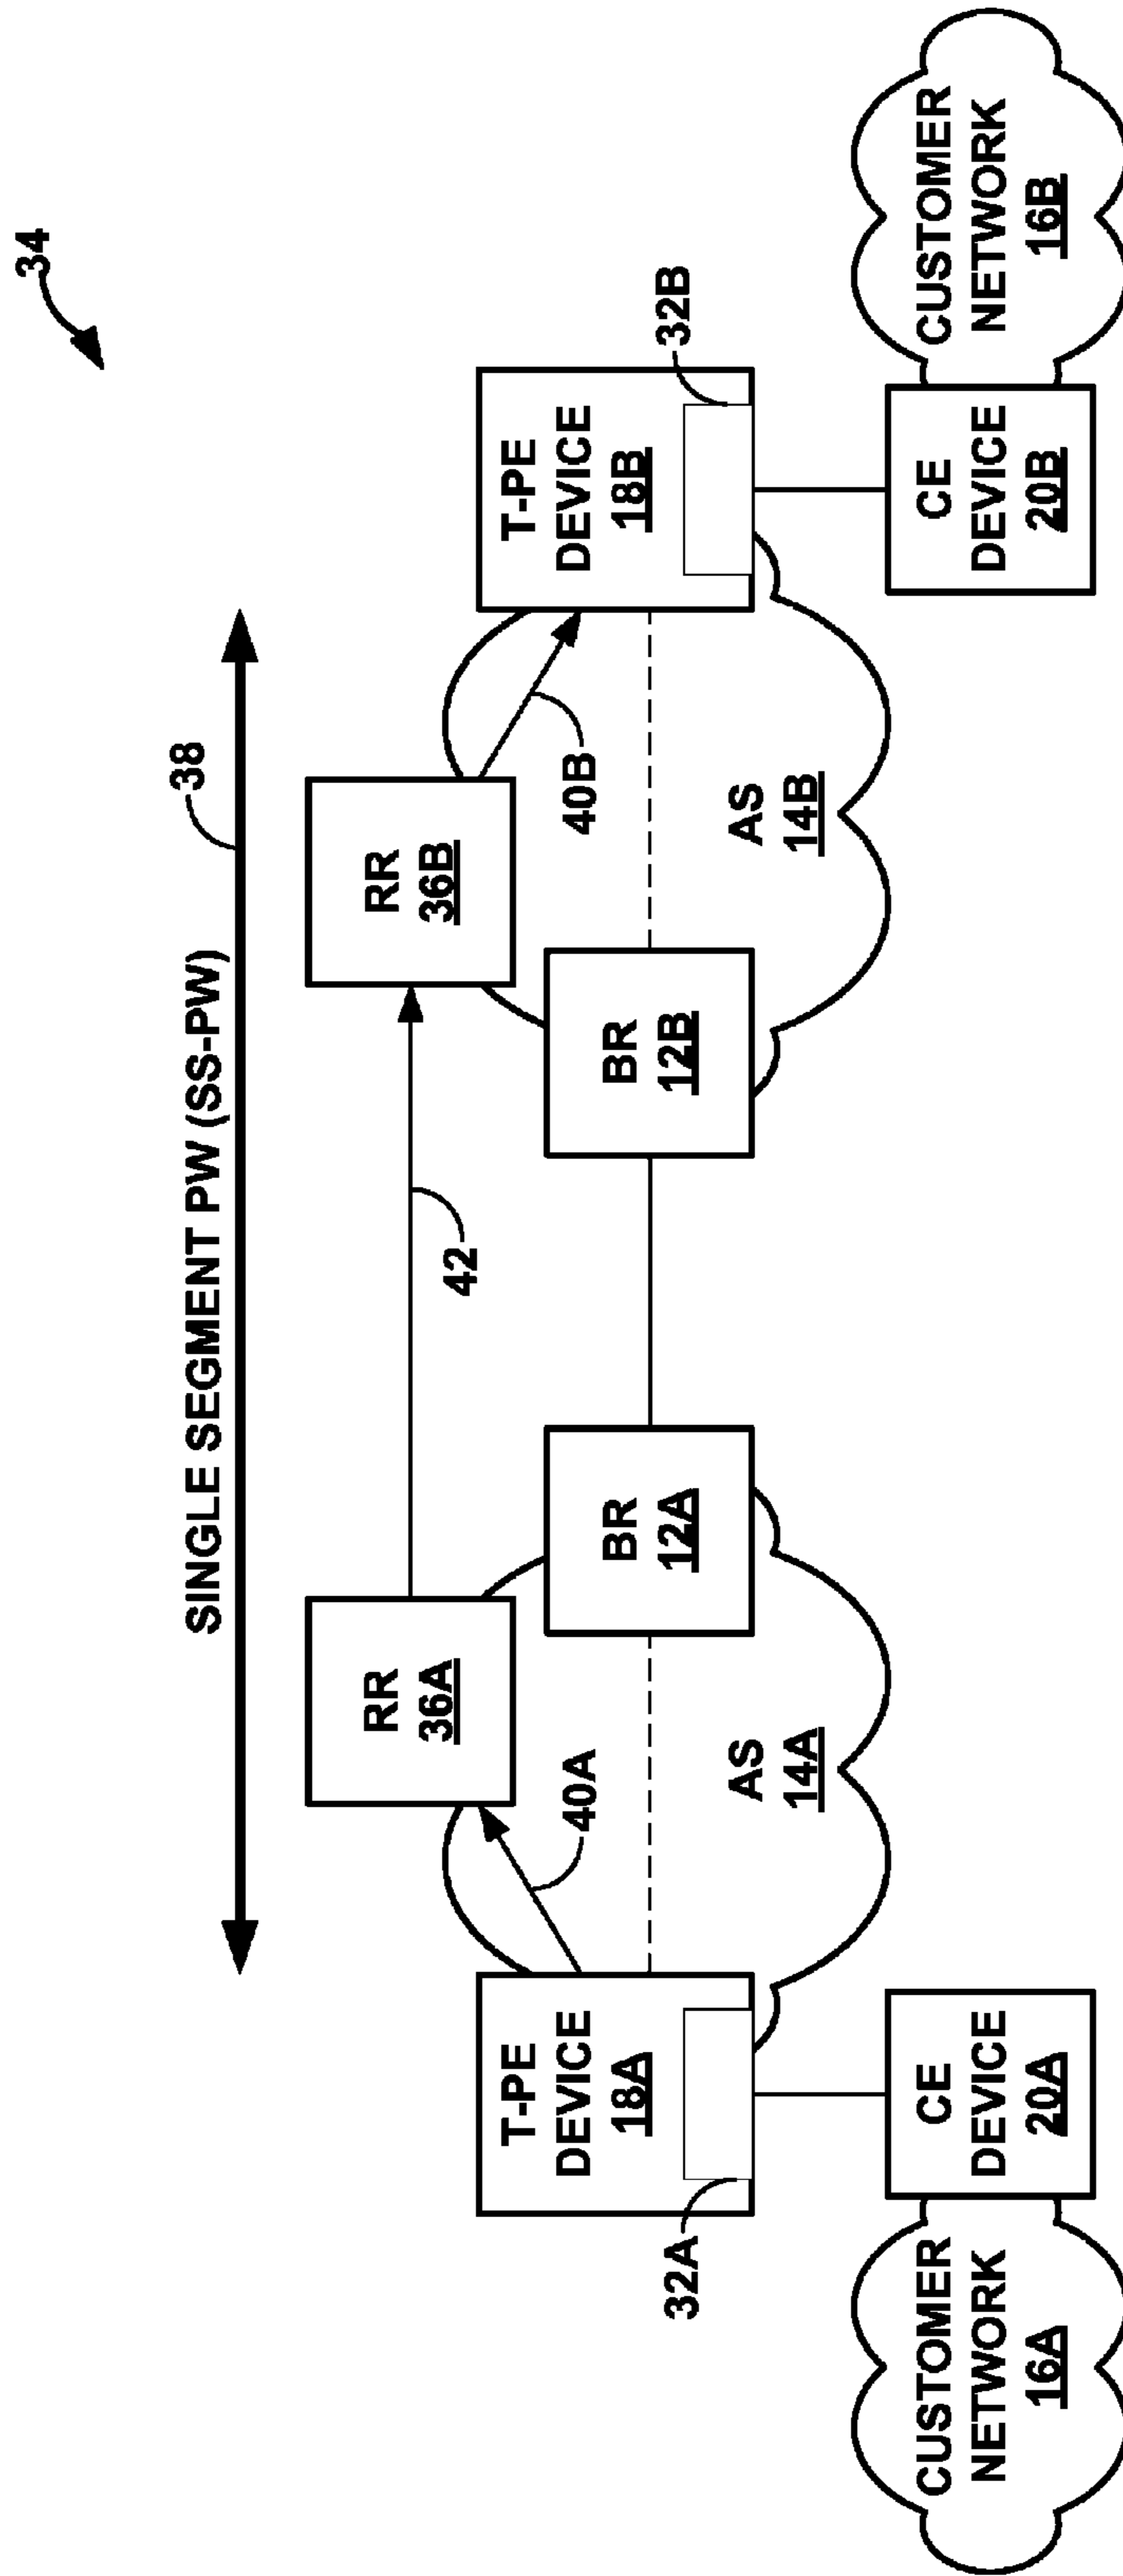 34
SINGLE SEGMENT PW (SS-PW)
38
RR
36A
RR
36B
42
40A
40B
T-PE
DEVICE
18A
BR
12A
BR
12B
T-PE
DEVICE
18B
32A
32B
AS
14A
AS
14B
CUSTOMER
NETWORK
16A
CE
DEVICE
20A
CE
DEVICE
20B
CUSTOMER
NETWORK
16B